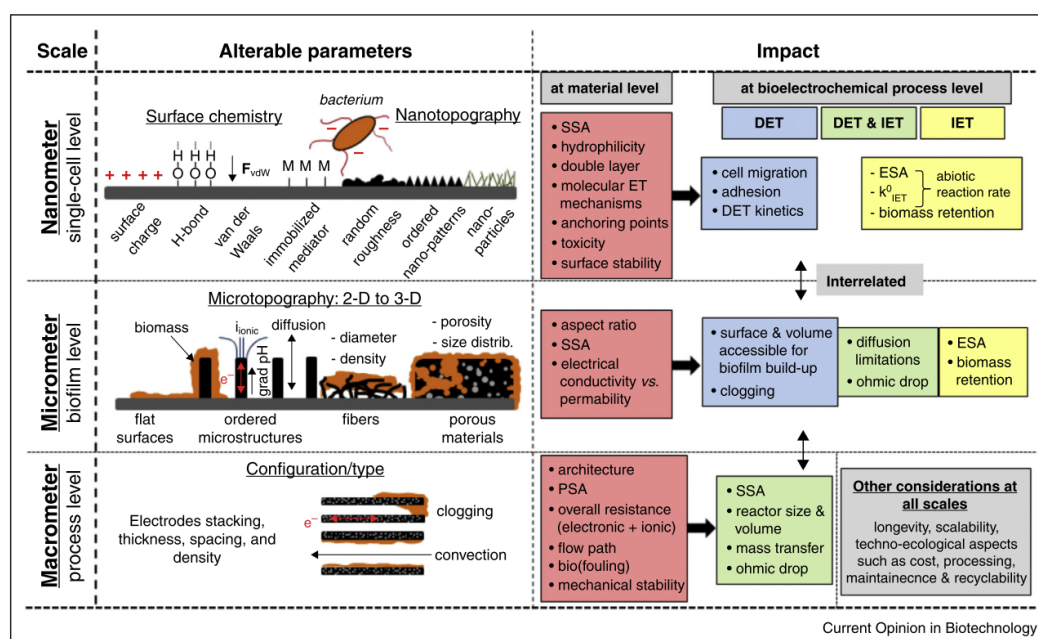 Scale
Alterable parameters
Impact
Nanometer
single-cell level
Surface chemistry
bacterium
Nanotopography
+ + + +
H H H
O O O
F vdW
M M M
surface
charge
H-bond
van der
Waals
immobilized
mediator
random
roughness
ordered
nano-patterns
nano-
particles
at material level
• SSA
• hydrophilicity
• double layer
• molecular ET
mechanisms
• anchoring points
• toxicity
• surface stability
at bioelectrochemical process level
DET
DET & IET
IET
• cell migration
• adhesion
• DET kinetics
- ESA
- k⁰IET
abiotic
reaction rate
- biomass retention
Interrelated
Micrometer
biofilm level
Microtopography: 2-D to 3-D
biomass
i ionic
diffusion
e⁻
grad pH
- diameter
- density
- porosity
- size distrib.
flat
surfaces
ordered
microstructures
fibers
porous
materials
• aspect ratio
• SSA
• electrical
conductivity vs.
permability
• surface & volume
accessible for
biofilm build-up
• clogging
• diffusion
limitations
• ohmic drop
• ESA
• biomass
retention
Macrometer
process level
Configuration/type
Electrodes stacking,
thickness, spacing, and
density
e⁻
clogging
convection
• architecture
• PSA
• overall resistance
(electronic + ionic)
• flow path
• bio(fouling)
• mechanical stability
• SSA
• reactor size &
volume
• mass transfer
• ohmic drop
Other considerations at
all scales
longevity, scalability,
techno-ecological aspects
such as cost, processing,
maintainecnce & recyclability
Current Opinion in Biotechnology